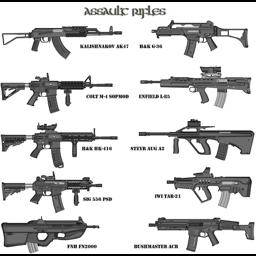 Assault Rifles
Kalishnakov AK47
H&K G-36
Colt M-4 SOPMOD
Enfield L-85
H&K HK-416
Steyr AUG A3
SIG 556 PSD
IWI TAR-21
FNH FN2000
Bushmaster ACR